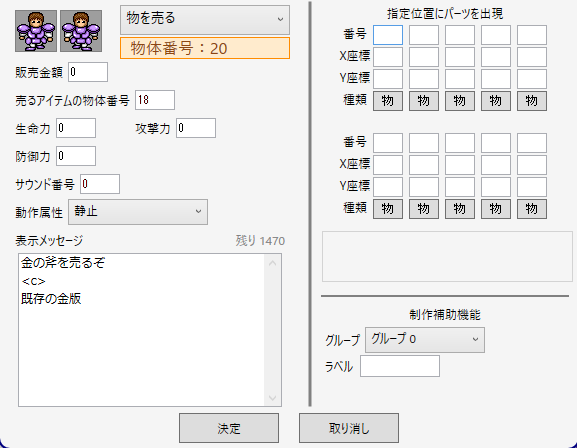 物を売る
物体番号：20
販売金額 0
売るアイテムの物体番号 18
生命力 0 攻撃力 0
防御力 0
サウンド番号 0
動作属性 静止
表示メッセージ 残り 1470
金の斧を売るぞ
<c>
既存の金版
指定位置にパーツを出現
番号
X座標
Y座標
種類 物 物 物 物 物
番号
X座標
Y座標
種類 物 物 物 物 物
制作補助機能
グループ グループ 0
ラベル
決定 取り消し